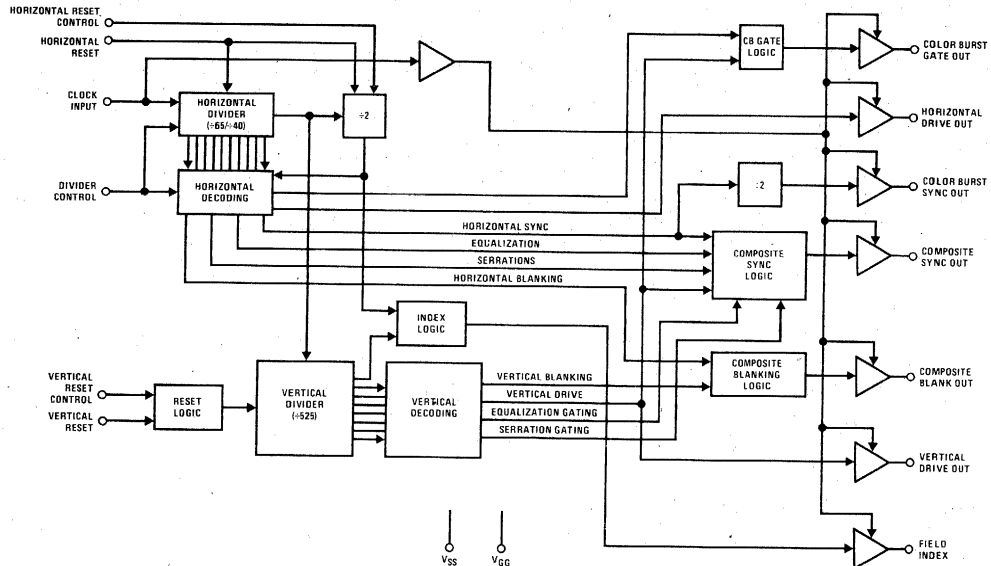 HORIZONTAL RESET
CONTROL
HORIZONTAL
RESET
CLOCK
INPUT
DIVIDER
CONTROL
HORIZONTAL
DIVIDER
(÷65/÷40)
÷2
HORIZONTAL
DECODING
CB GATE
LOGIC
COLOR BURST
GATE OUT
HORIZONTAL
DRIVE OUT
:2
COLOR BURST
SYNC OUT
HORIZONTAL SYNC
EQUALIZATION
SERRATIONS
HORIZONTAL BLANKING
COMPOSITE
SYNC
LOGIC
COMPOSITE
SYNC OUT
INDEX
LOGIC
VERTICAL
RESET
CONTROL
VERTICAL
RESET
RESET
LOGIC
VERTICAL
DIVIDER
(÷525)
VERTICAL
DECODING
VERTICAL BLANKING
VERTICAL DRIVE
EQUALIZATION GATING
SERRATION GATING
COMPOSITE
BLANKING
LOGIC
COMPOSITE
BLANK OUT
VERTICAL
DRIVE OUT
FIELD
INDEX
VSS
VGG